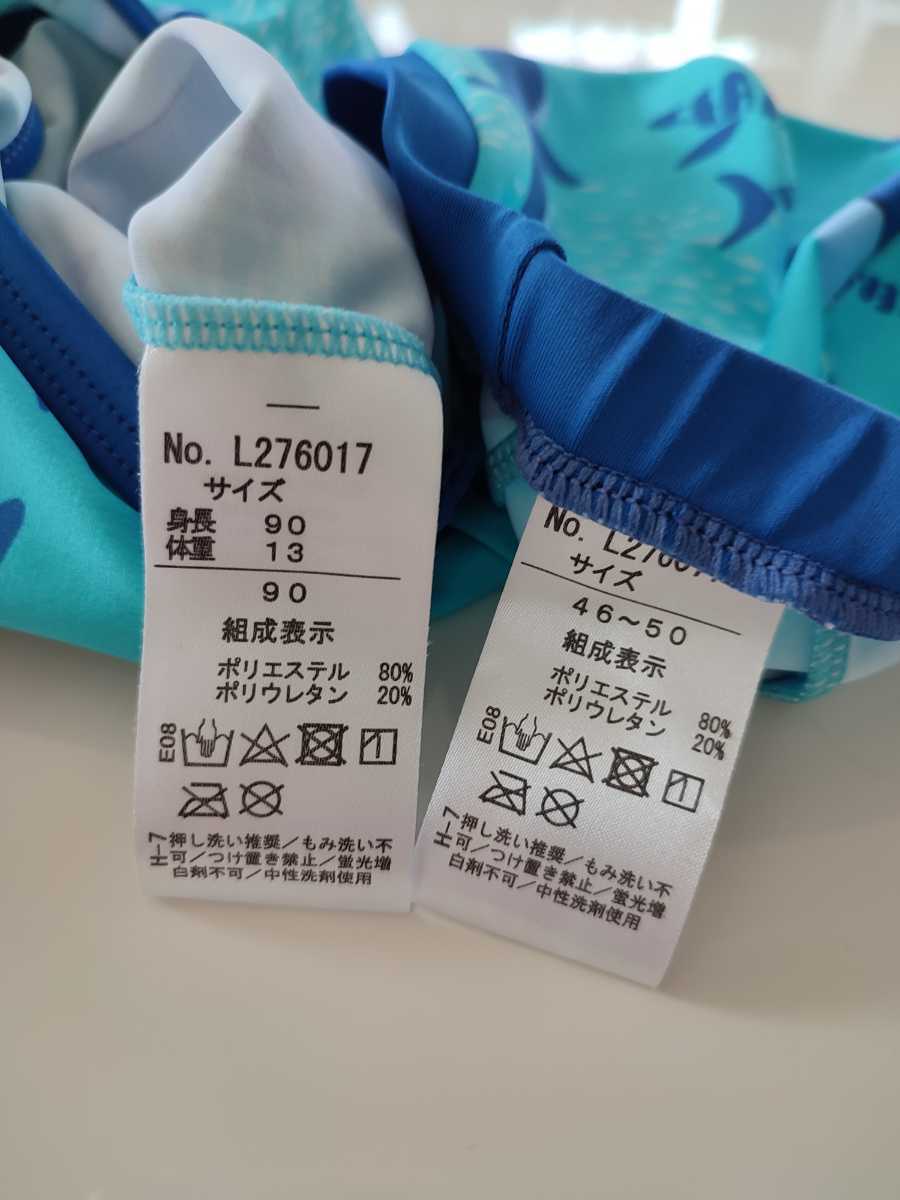 No. L276017
サイズ
身長 90
体重 13
90
組成表示
ポリエステル 80%
ポリウレタン 20%
E08
H-7 押し洗い推奨/もみ洗い不
可/つけ置き禁止/蛍光増
白剤不可/中性洗剤使用
No.
サイズ
46~50
組成表示
ポリエステル 80%
ポリウレタン 20%
E08
H-7 押し洗い推奨/もみ洗い不
可/つけ置き禁止/蛍光増
白剤不可/中性洗剤使用